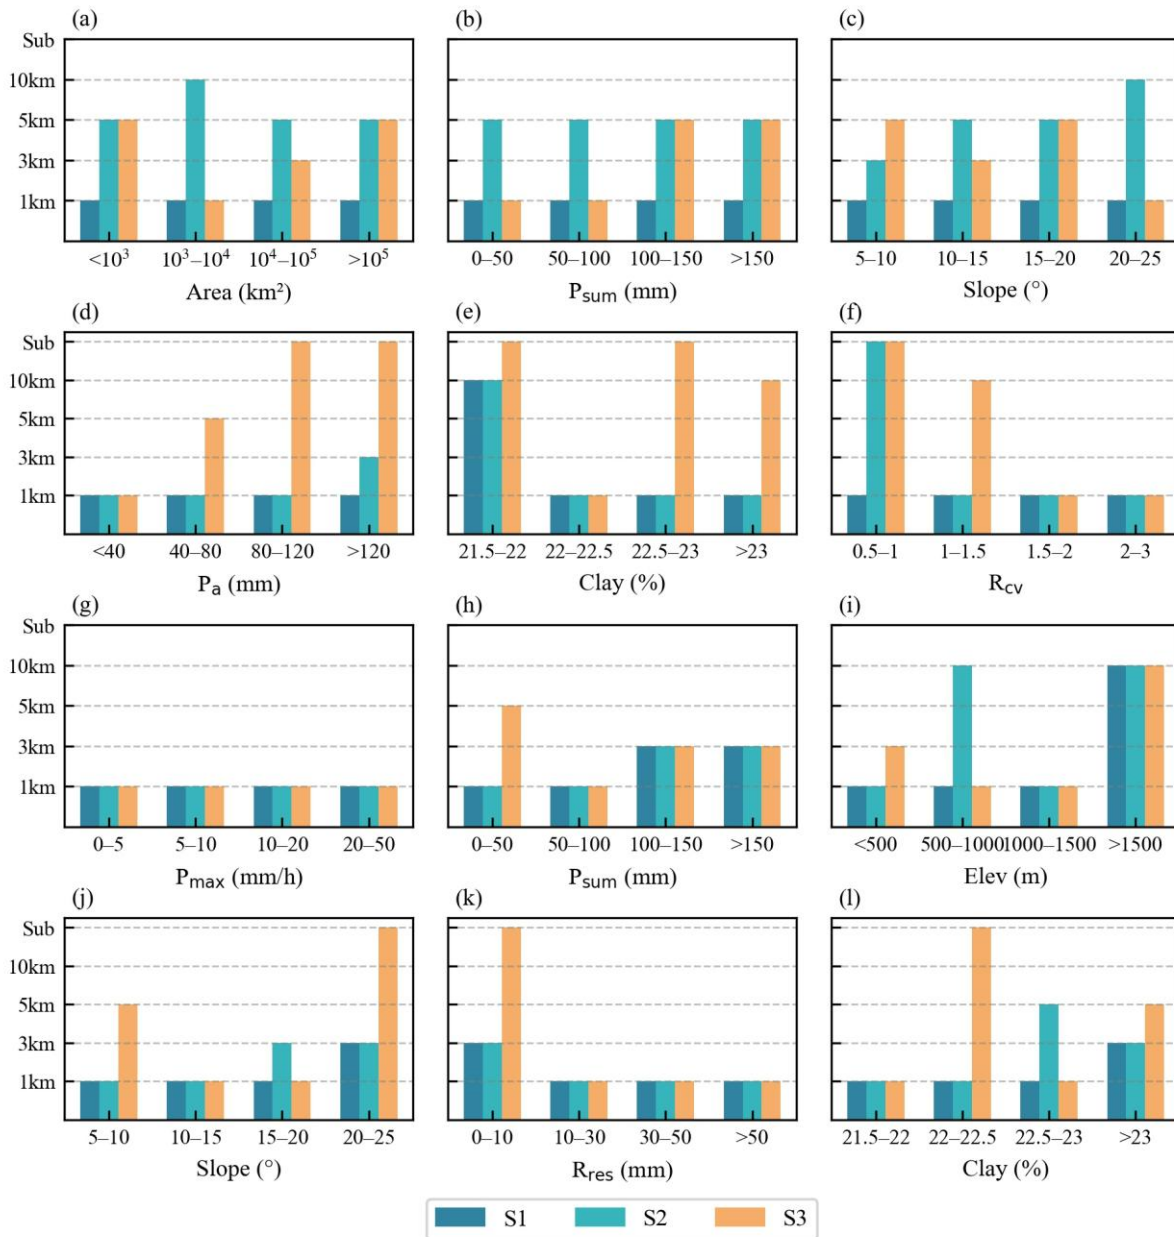 (a) (b) (c)
Sub
10km
5km
3km
1km
<10³ 10³–10⁴ 10⁴–10⁵ >10⁵ 0–50 50–100 100–150 >150 5–10 10–15 15–20 20–25
Area (km²) P_sum (mm) Slope (°)
(d) (e) (f)
Sub
10km
5km
3km
1km
<40 40–80 80–120 >120 21.5–22 22–22.5 22.5–23 >23 0.5–1 1–1.5 1.5–2 2–3
P_a (mm) Clay (%) R_cv
(g) (h) (i)
Sub
10km
5km
3km
1km
0–5 5–10 10–20 20–50 0–50 50–100 100–150 >150 <500 500–1000 1000–1500 >1500
P_max (mm/h) P_sum (mm) Elev (m)
(j) (k) (l)
Sub
10km
5km
3km
1km
5–10 10–15 15–20 20–25 0–10 10–30 30–50 >50 21.5–22 22–22.5 22.5–23 >23
Slope (°) R_res (mm) Clay (%)
S1 S2 S3